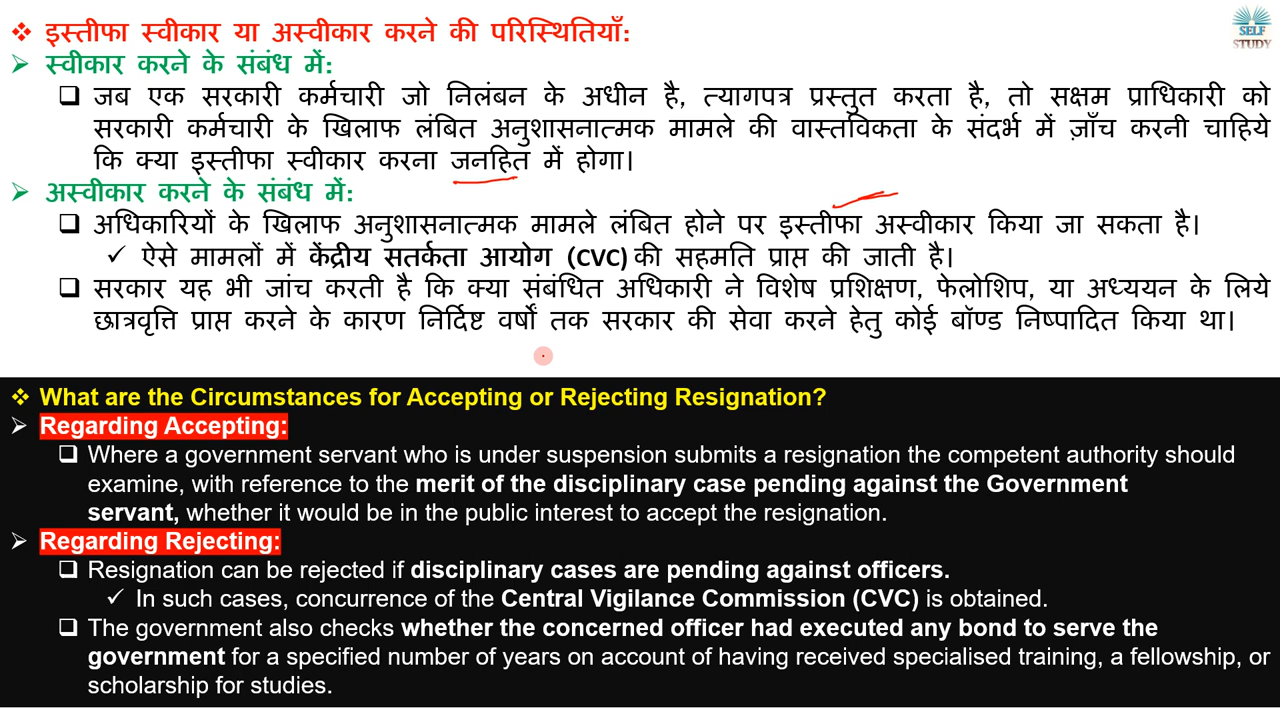 ❖ इस्तीफा स्वीकार या अस्वीकार करने की परिस्थितियाँ:
SELF
STUDY
➢ स्वीकार करने के संबंध में:
❑ जब एक सरकारी कर्मचारी जो निलंबन के अधीन है, त्यागपत्र प्रस्तुत करता है, तो सक्षम प्राधिकारी को
सरकारी कर्मचारी के खिलाफ लंबित अनुशासनात्मक मामले की वास्तविकता के संदर्भ में ज़ाँच करनी चाहिये
कि क्या इस्तीफा स्वीकार करना जनहित में होगा।
➢ अस्वीकार करने के संबंध में:
❑ अधिकारियों के खिलाफ अनुशासनात्मक मामले लंबित होने पर इस्तीफा अस्वीकार किया जा सकता है।
✓ ऐसे मामलों में केंद्रीय सतर्कता आयोग (CVC) की सहमति प्राप्त की जाती है।
❑ सरकार यह भी जांच करती है कि क्या संबंधित अधिकारी ने विशेष प्रशिक्षण, फेलोशिप, या अध्ययन के लिये
छात्रवृत्ति प्राप्त करने के कारण निर्दिष्ट वर्षों तक सरकार की सेवा करने हेतु कोई बॉण्ड निष्पादित किया था।
❖ What are the Circumstances for Accepting or Rejecting Resignation?
➢ Regarding Accepting:
❑ Where a government servant who is under suspension submits a resignation the competent authority should
examine, with reference to the merit of the disciplinary case pending against the Government
servant, whether it would be in the public interest to accept the resignation.
➢ Regarding Rejecting:
❑ Resignation can be rejected if disciplinary cases are pending against officers.
✓ In such cases, concurrence of the Central Vigilance Commission (CVC) is obtained.
❑ The government also checks whether the concerned officer had executed any bond to serve the
government for a specified number of years on account of having received specialised training, a fellowship, or
scholarship for studies.